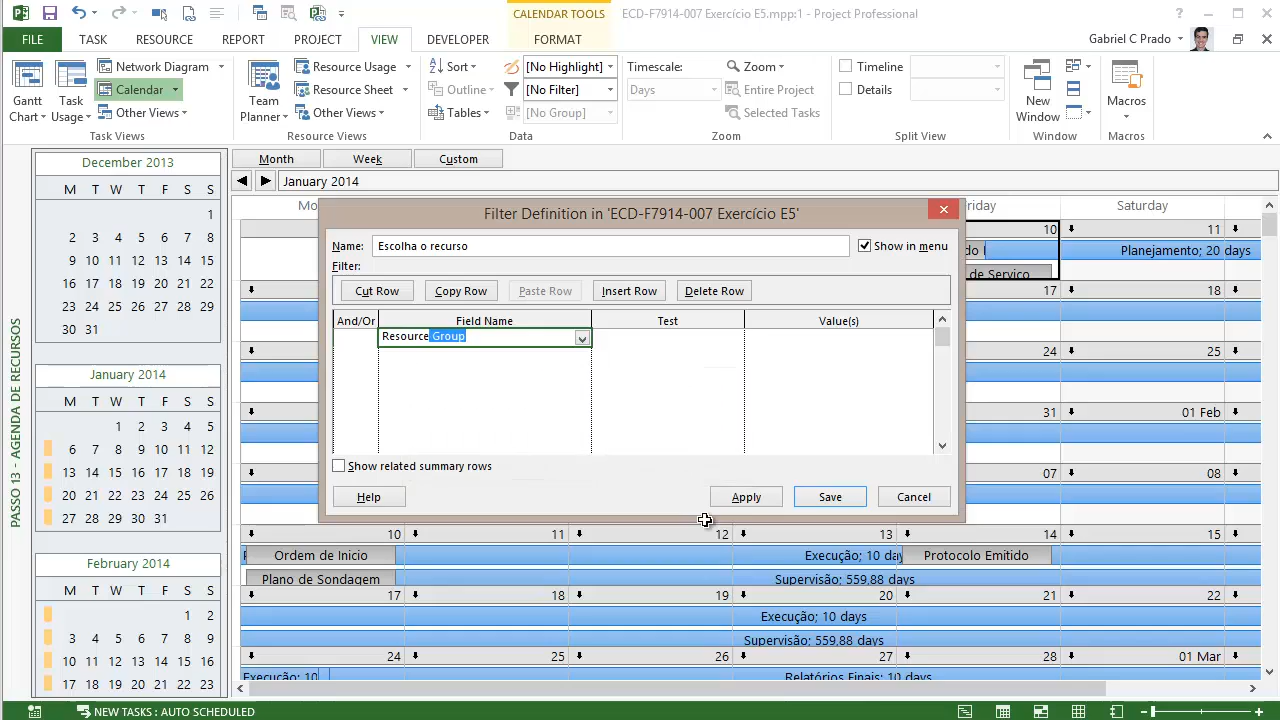 CALENDAR TOOLS
ECD-F7914-007 Exercício E5.mpp:1 - Project Professional
FILE TASK RESOURCE REPORT PROJECT VIEW DEVELOPER FORMAT
Gabriel C Prado
Gantt Chart
Task Usage
Network Diagram
Calendar
Other Views
Task Views
Team Planner
Resource Usage
Resource Sheet
Other Views
Resource Views
Sort
Outline
Tables
[No Highlight]
[No Filter]
[No Group]
Data
Timescale:
Days
Zoom
Entire Project
Selected Tasks
Zoom
Timeline
Details
Split View
New Window
Window
Macros
Macros
PASSO 13 - AGENDA DE RECURSOS
December 2013
M T W T F S S
1
2 3 4 5 6 7 8
9 10 11 12 13 14 15
16 17 18 19 20 21 22
23 24 25 26 27 28 29
30 31
January 2014
M T W T F S S
1 2 3 4 5
6 7 8 9 10 11 12
13 14 15 16 17 18 19
20 21 22 23 24 25 26
27 28 29 30 31
February 2014
M T W T F S S
1 2
3 4 5 6 7 8 9
10 11 12 13 14 15 16
17 18 19 20 21 22 23
Month Week Custom
January 2014
Saturday
10 11
Planejamento; 20 days
de Serviço
17 18
24 25
31 01 Feb
07 08
Filter Definition in 'ECD-F7914-007 Exercício E5'
Name: Escolha o recurso
Show in menu
Filter:
Cut Row Copy Row Paste Row Insert Row Delete Row
And/Or Field Name Test Value(s)
Resource Group
Show related summary rows
Help Apply Save Cancel
10 11 12 13 14 15
Ordem de Inicio Execução; 10 day Protocolo Emitido
Plano de Sondagem Supervisão; 559,88 days
17 18 19 20 21 22
Execução; 10 days
Supervisão; 559,88 days
24 25 26 27 28 01 Mar
Execução; 10 Relatórios Finais; 10 days
NEW TASKS : AUTO SCHEDULED